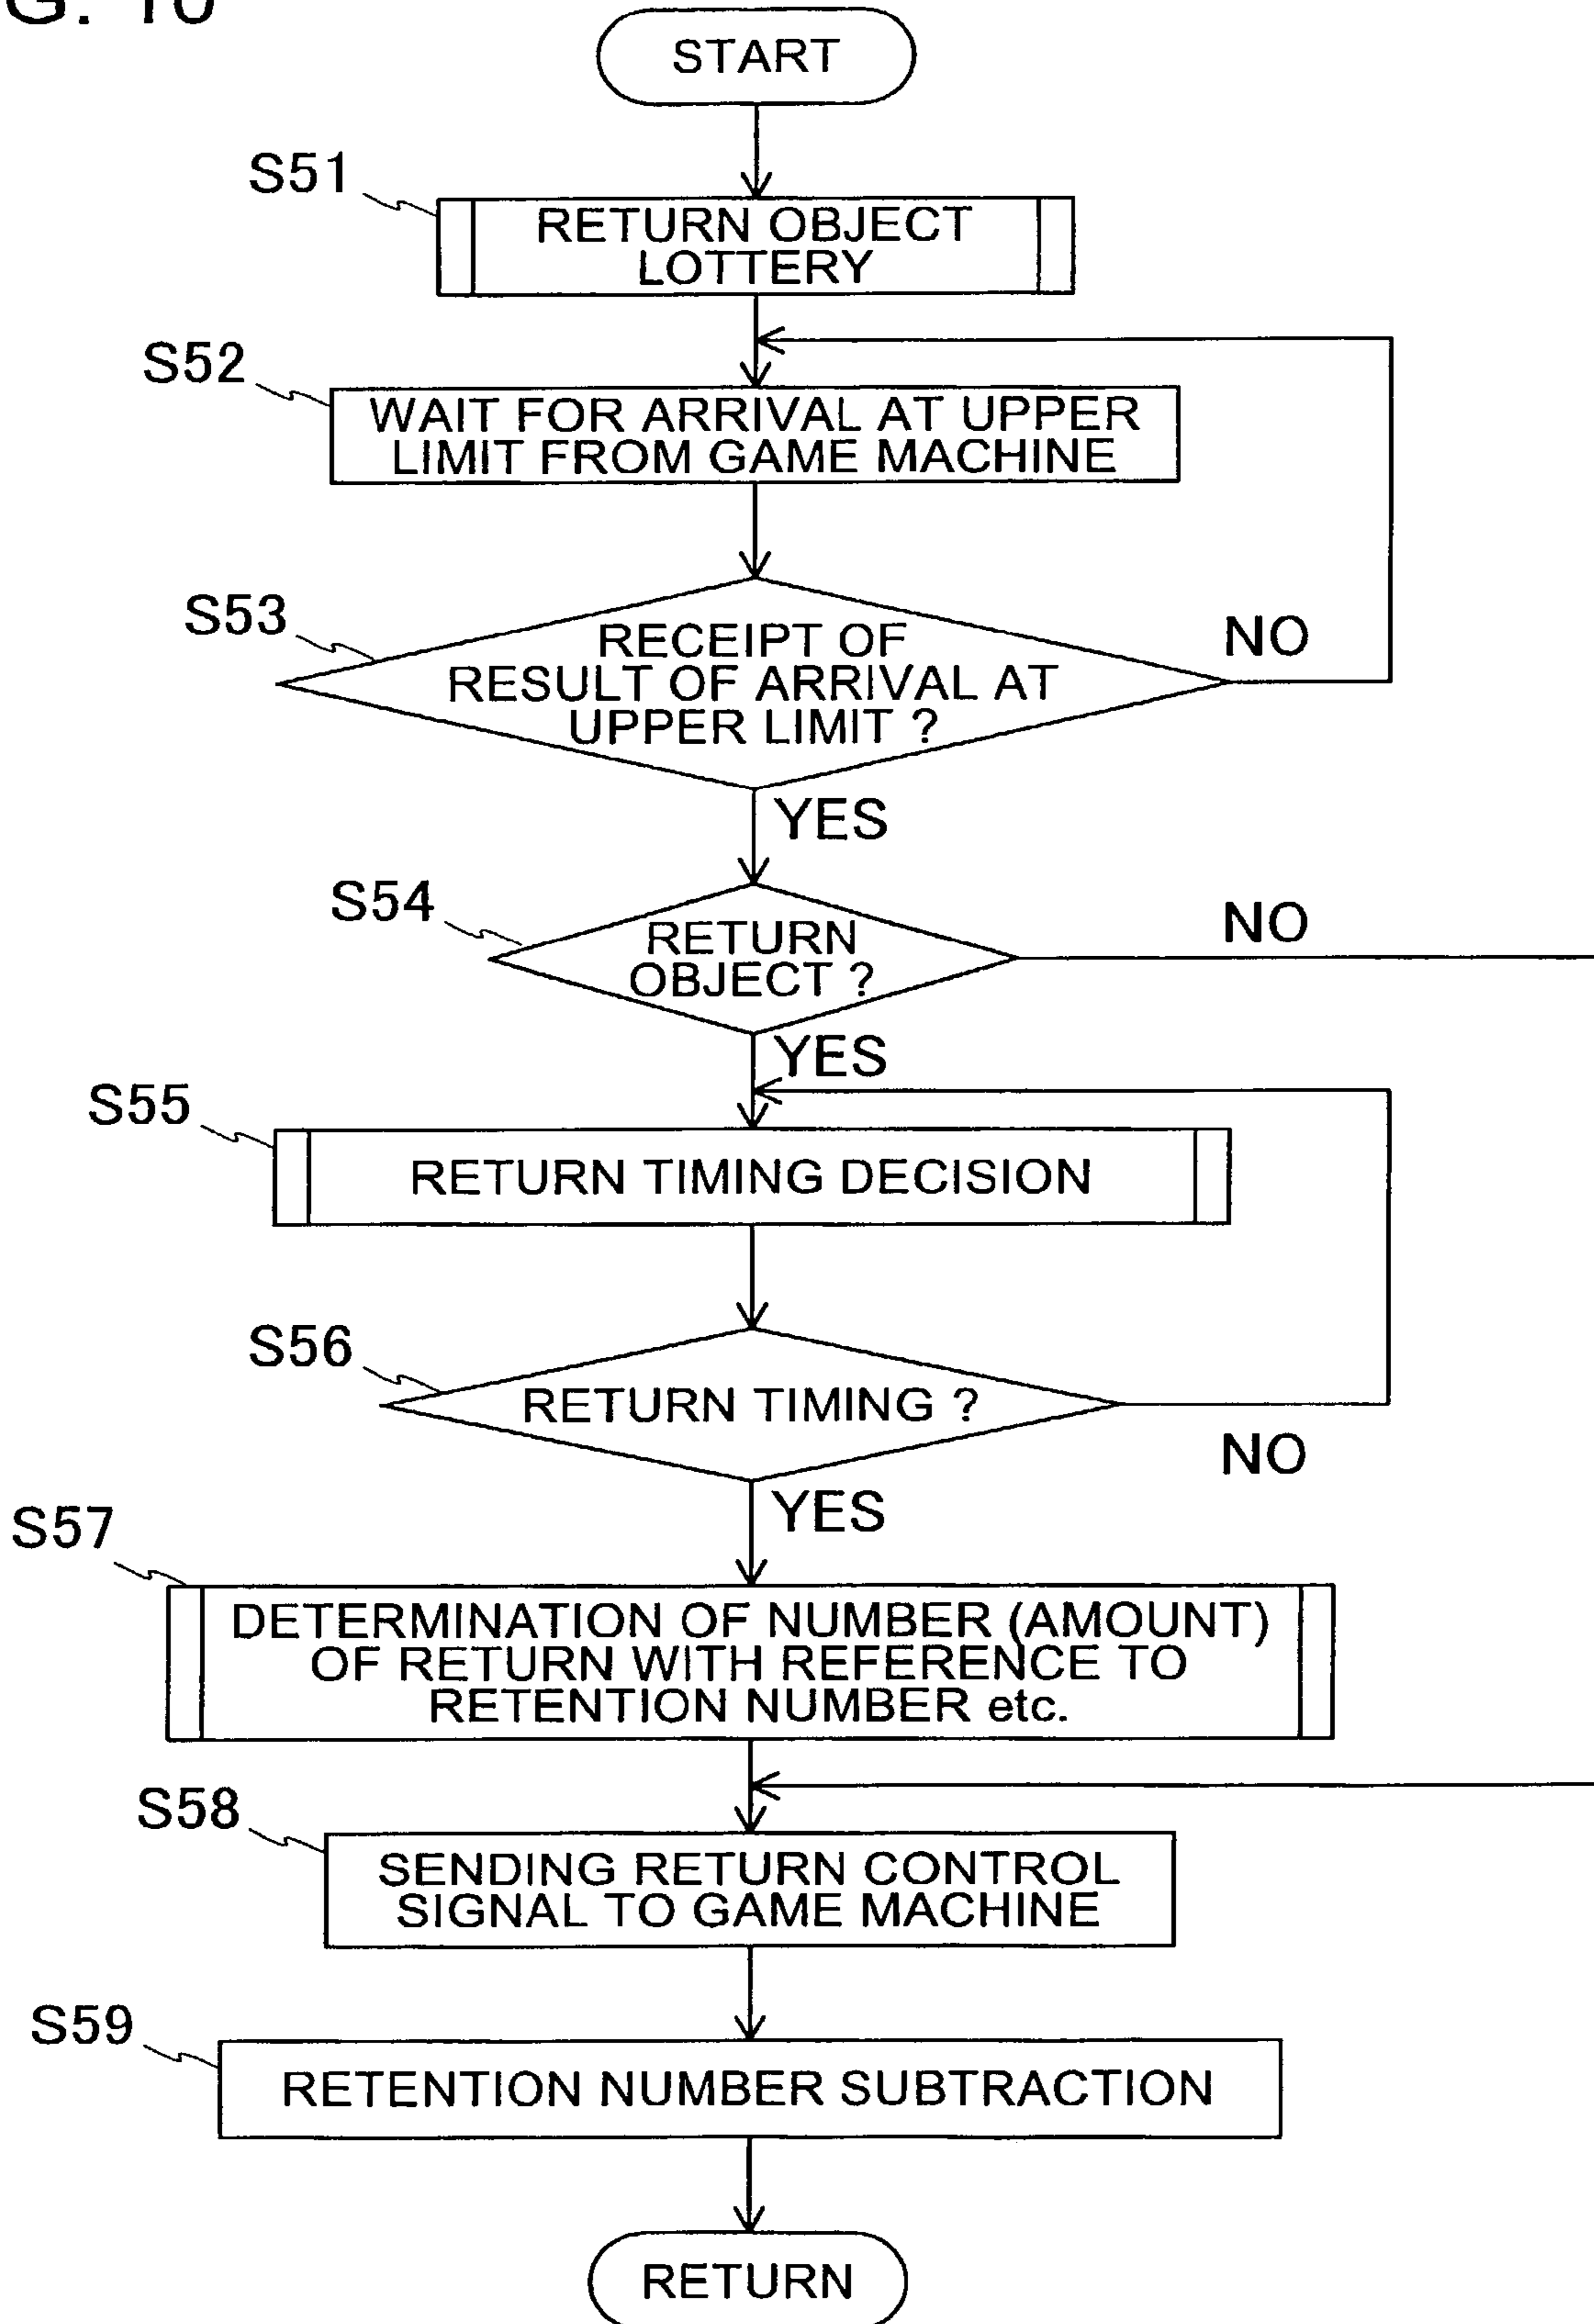 G. 10
START
S51
RETURN OBJECT
LOTTERY
S52
WAIT FOR ARRIVAL AT UPPER
LIMIT FROM GAME MACHINE
S53
RECEIPT OF
RESULT OF ARRIVAL AT
UPPER LIMIT ?
NO
YES
S54
RETURN
OBJECT ?
NO
YES
S55
RETURN TIMING DECISION
S56
RETURN TIMING ?
NO
YES
S57
DETERMINATION OF NUMBER (AMOUNT)
OF RETURN WITH REFERENCE TO
RETENTION NUMBER etc.
S58
SENDING RETURN CONTROL
SIGNAL TO GAME MACHINE
S59
RETENTION NUMBER SUBTRACTION
RETURN